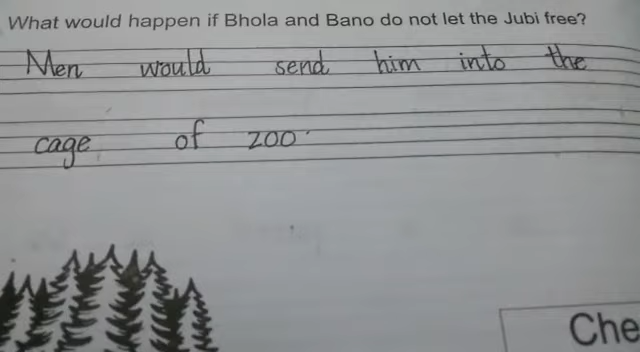 What would happen if Bhola and Bano do not let the Jubi free?
Men would send him into the
cage of zoo.
Che